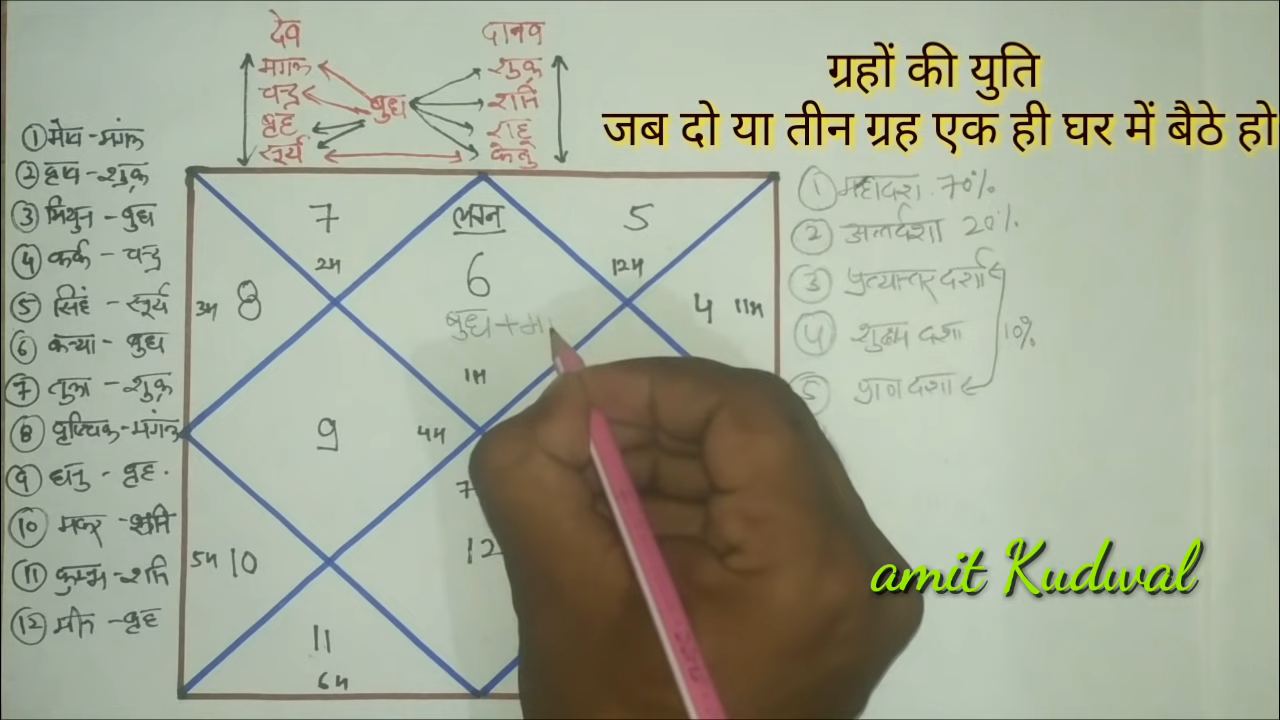 देव
दानव
मंगल
शुक्र
चन्द्र
बुध
शनि
बृह
राहू
सूर्य
केतु
ग्रहों की युति
जब दो या तीन ग्रह एक ही घर में बैठे हो
① मेष - मंगल
② वृष - शुक्र
③ मिथुन - बुध
④ कर्क - चन्द्र
⑤ सिंह - सूर्य
⑥ कन्या - बुध
⑦ तुला - शुक्र
⑧ वृश्चिक - मंगल
⑨ धनु - बृह.
⑩ मकर - शनि
⑪ कुम्भ - शनि
⑫ मीन - बृह
7
लग्न
5
2H
6
12H
3H 8
4 11H
बुध + म
1H
9
4H
7
5H 10
12
11
6H
① महादशा. 70%
② अन्तर्दशा 20%
③ प्रत्यान्तर दशा
④ शुक्ष्म दशा
10%
⑤ प्राण दशा
amit Kudwal